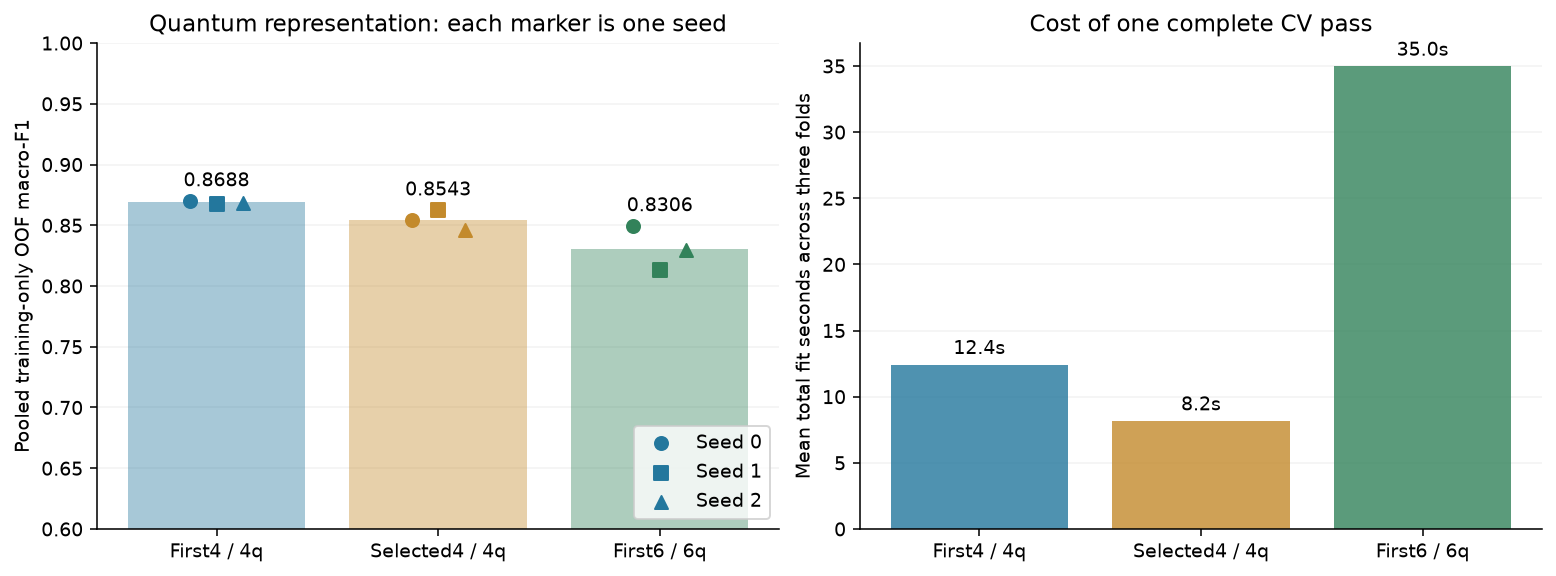 Quantum representation: each marker is one seed
Pooled training-only OOF macro-F1
1.00
0.95
0.90
0.85
0.80
0.75
0.70
0.65
0.60
0.8688
0.8543
0.8306
Seed 0
Seed 1
Seed 2
First4 / 4q
Selected4 / 4q
First6 / 6q
Cost of one complete CV pass
Mean total fit seconds across three folds
35
30
25
20
15
10
5
0
12.4s
8.2s
35.0s
First4 / 4q
Selected4 / 4q
First6 / 6q